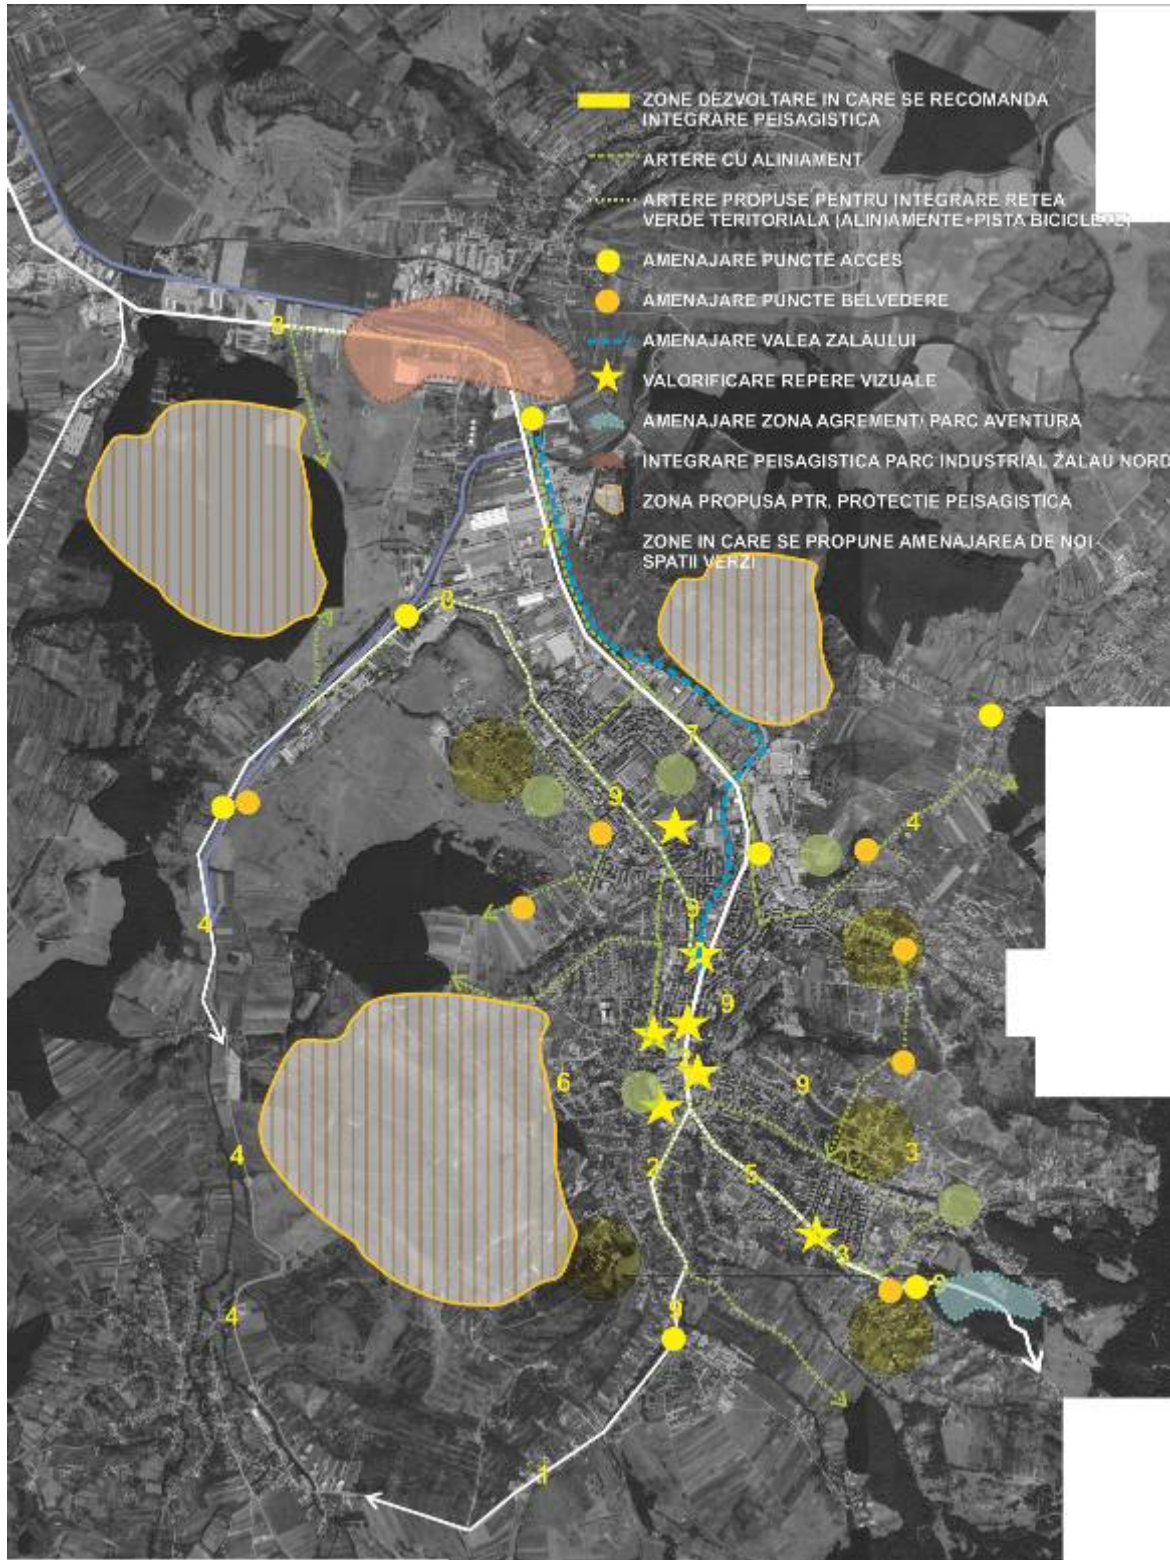 ZONE DEZVOLTARE IN CARE SE RECOMANDA
INTEGRARE PEISAGISTICA
ARTERE CU ALINIAMENT
ARTERE PROPUSE PENTRU INTEGRARE RETEA
VERDE TERITORIALA (ALINIAMENTE+PISTA BICICLETE)
AMENAJARE PUNCTE ACCES
AMENAJARE PUNCTE BELVEDERE
AMENAJARE VALEA ZALAULUI
VALORIFICARE REPERE VIZUALE
AMENAJARE ZONA AGREMENT/ PARC AVENTURA
INTEGRARE PEISAGISTICA PARC INDUSTRIAL ZALAU NORD
ZONA PROPUSA PTR. PROTECTIE PEISAGISTICA
ZONE IN CARE SE PROPUNE AMENAJAREA DE NOI
SPATII VERZI
8
7
8
7
9
4
9
4
9
6
9
4
2
5
3
3
9
4
9
1